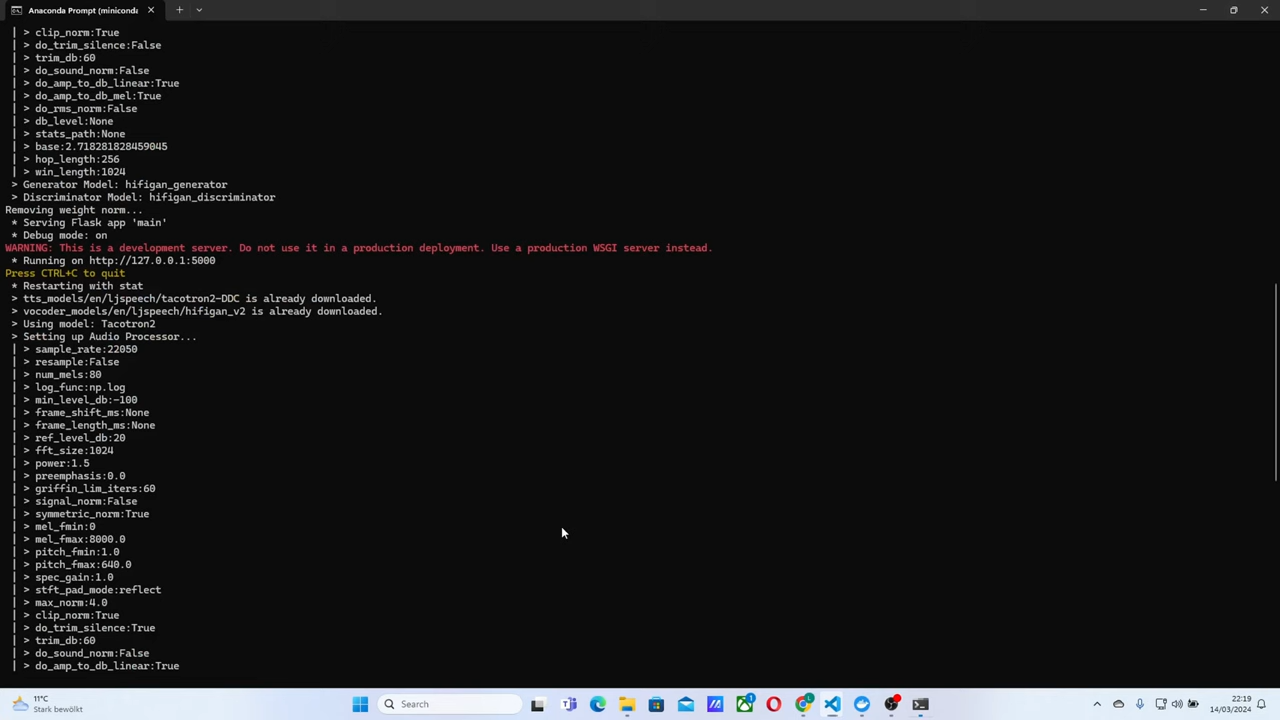 Anaconda Prompt (miniconda
| > clip_norm:True
| > do_trim_silence:False
| > trim_db:60
| > do_sound_norm:False
| > do_amp_to_db_linear:True
| > do_amp_to_db_mel:True
| > do_rms_norm:False
| > db_level:None
| > stats_path:None
| > base:2.718281828459045
| > hop_length:256
| > win_length:1024
> Generator Model: hifigan_generator
> Discriminator Model: hifigan_discriminator
Removing weight norm...
* Serving Flask app 'main'
* Debug mode: on
WARNING: This is a development server. Do not use it in a production deployment. Use a production WSGI server instead.
* Running on http://127.0.0.1:5000
Press CTRL+C to quit
* Restarting with stat
> tts_models/en/ljspeech/tacotron2-DDC is already downloaded.
> vocoder_models/en/ljspeech/hifigan_v2 is already downloaded.
> Using model: Tacotron2
> Setting up Audio Processor...
| > sample_rate:22050
| > resample:False
| > num_mels:80
| > log_func:np.log
| > min_level_db:-100
| > frame_shift_ms:None
| > frame_length_ms:None
| > ref_level_db:20
| > fft_size:1024
| > power:1.5
| > preemphasis:0.0
| > griffin_lim_iters:60
| > signal_norm:False
| > symmetric_norm:True
| > mel_fmin:0
| > mel_fmax:8000.0
| > pitch_fmin:1.0
| > pitch_fmax:640.0
| > spec_gain:1.0
| > stft_pad_mode:reflect
| > max_norm:4.0
| > clip_norm:True
| > do_trim_silence:True
| > trim_db:60
| > do_sound_norm:False
| > do_amp_to_db_linear:True
11°C
Stark bewölkt
Search
22:19
14/03/2024